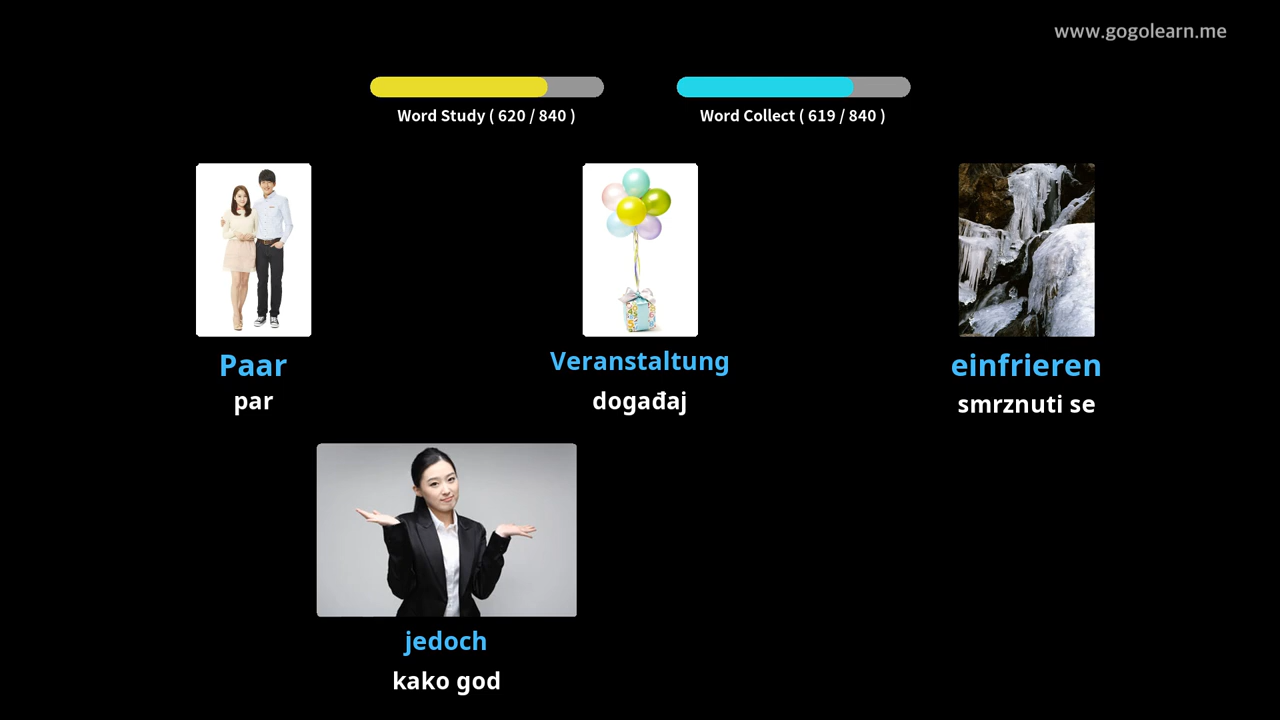 www.gogolearn.me
Word Study ( 620 / 840 )
Word Collect ( 619 / 840 )
Paar
par
Veranstaltung
događaj
einfrieren
smrznuti se
jedoch
kako god